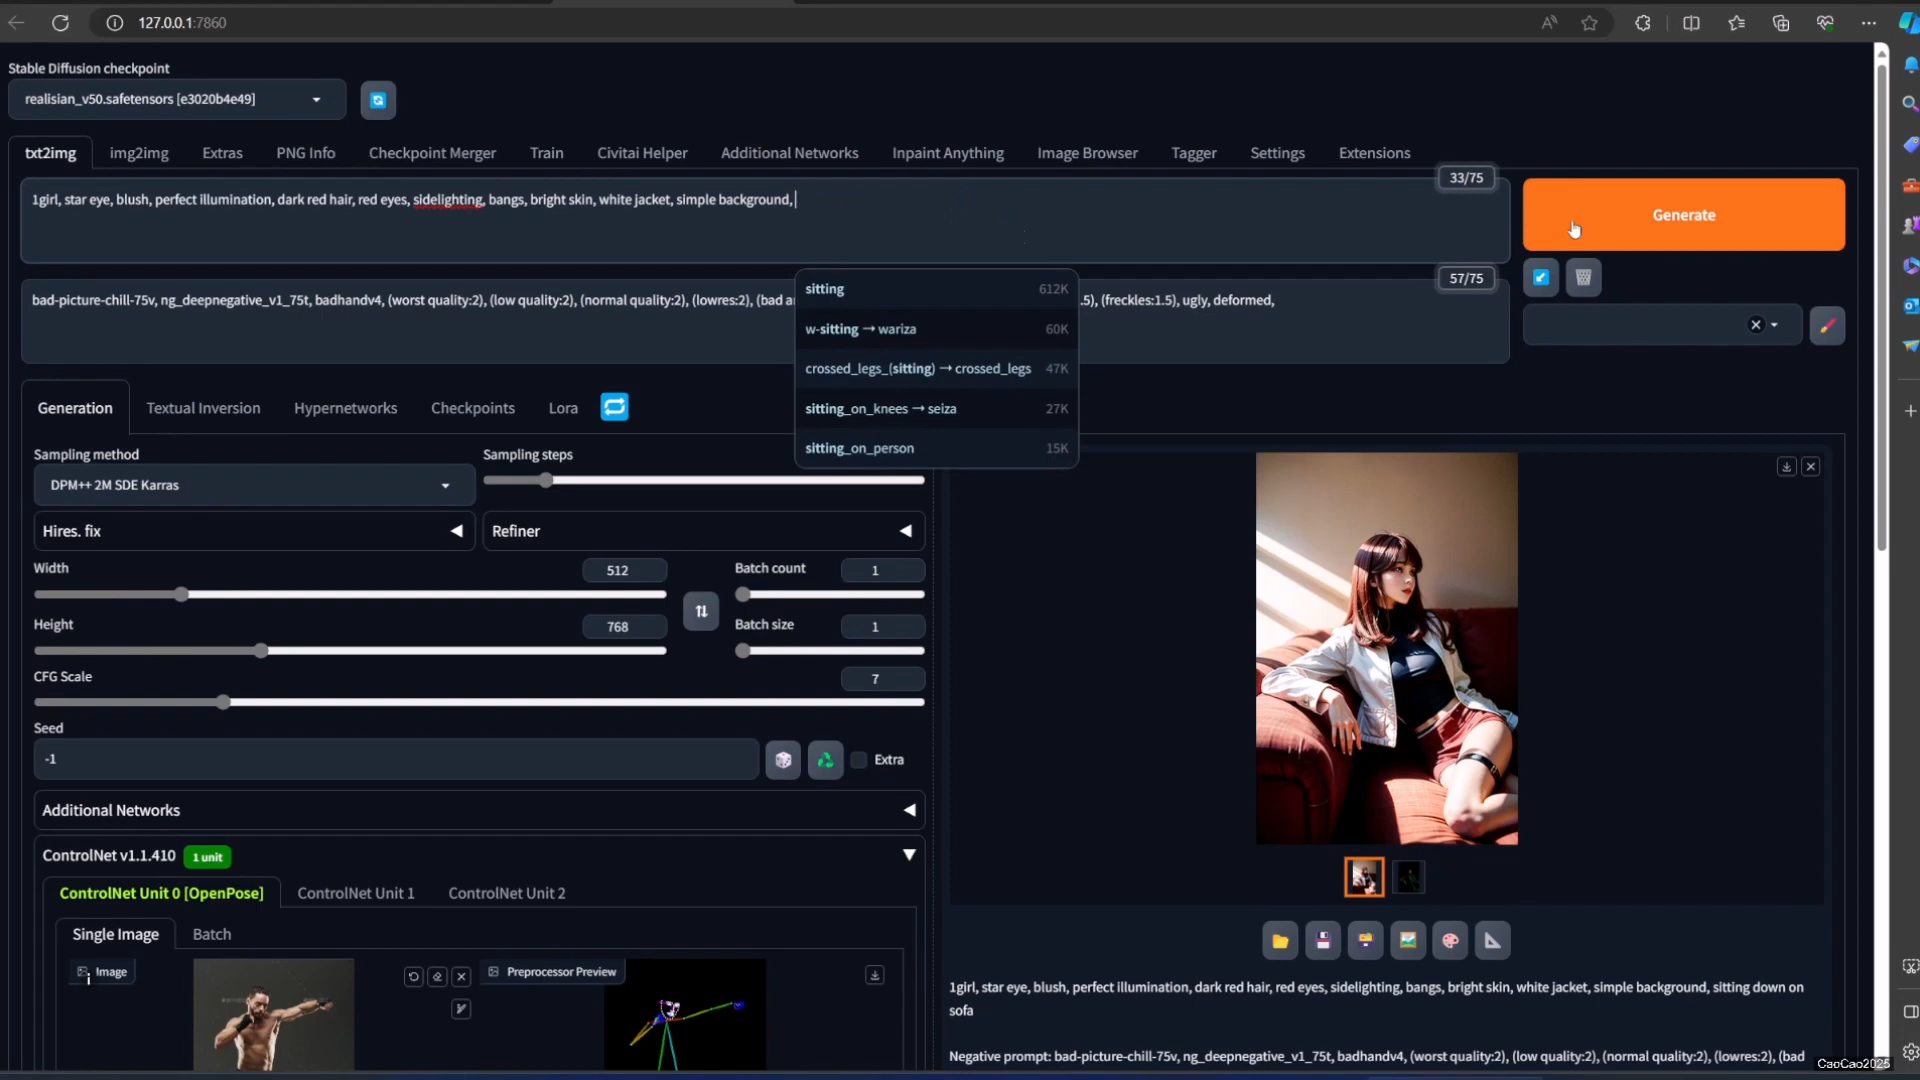 127.0.0.1:7860
Stable Diffusion checkpoint
realisian_v50.safetensors [e3020b4e49]
txt2img img2img Extras PNG Info Checkpoint Merger Train Civitai Helper Additional Networks Inpaint Anything Image Browser Tagger Settings Extensions
33/75
1girl, star eye, blush, perfect illumination, dark red hair, red eyes, sidelighting, bangs, bright skin, white jacket, simple background,
Generate
57/75
bad-picture-chill-75v, ng_deepnegative_v1_75t, badhandv4, (worst quality:2), (low quality:2), (normal quality:2), (lowres:2), (bad a .5), (freckles:1.5), ugly, deformed,
sitting 612K
w-sitting → wariza 60K
crossed_legs_(sitting) → crossed_legs 47K
sitting_on_knees → seiza 27K
sitting_on_person 15K
Generation Textual Inversion Hypernetworks Checkpoints Lora
Sampling method Sampling steps
DPM++ 2M SDE Karras
Hires. fix Refiner
Width 512 Batch count 1
Height 768 Batch size 1
CFG Scale 7
Seed
-1 Extra
Additional Networks
ControlNet v1.1.410 1 unit
ControlNet Unit 0 [OpenPose] ControlNet Unit 1 ControlNet Unit 2
Single Image Batch
Image Preprocessor Preview
1girl, star eye, blush, perfect illumination, dark red hair, red eyes, sidelighting, bangs, bright skin, white jacket, simple background, sitting down on
sofa
Negative prompt: bad-picture-chill-75v, ng_deepnegative_v1_75t, badhandv4, (worst quality:2), (low quality:2), (normal quality:2), (lowres:2), (bad
CaoCao2025